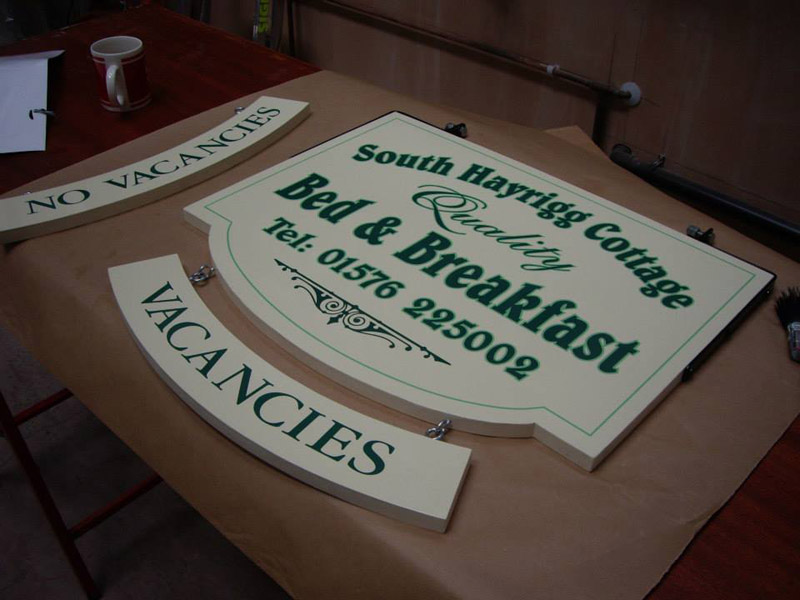 NO VACANCIES
South Hayrigg Cottage
Quality
Bed & Breakfast
Tel: 01576 225002
VACANCIES